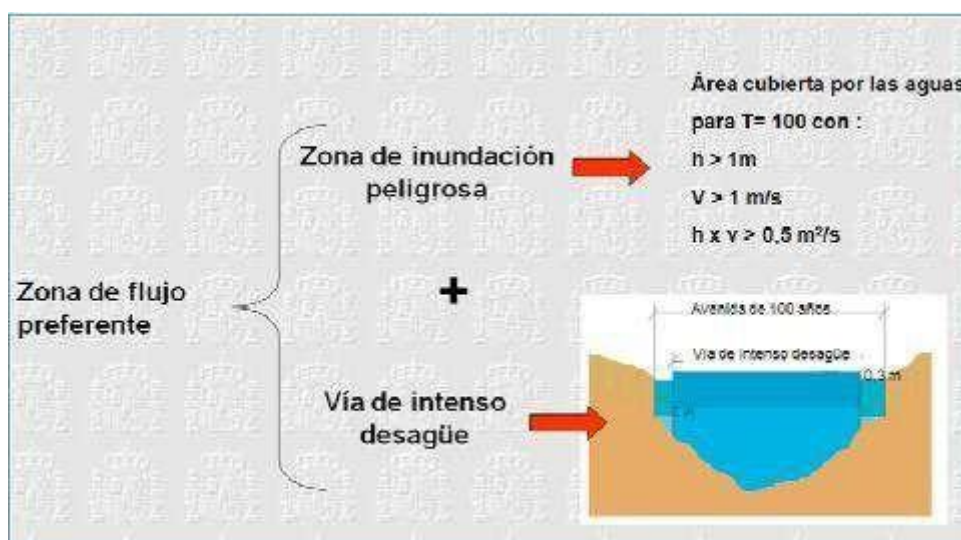 Área cubierta por las aguas
para T= 100 con :
h > 1m
V > 1 m/s
h x v > 0,5 m²/s
Zona de inundación
peligrosa
+
Zona de flujo
preferente
Vía de intenso
desagüe
Avenida de 100 años
Vía de intenso desagüe
0,3 m